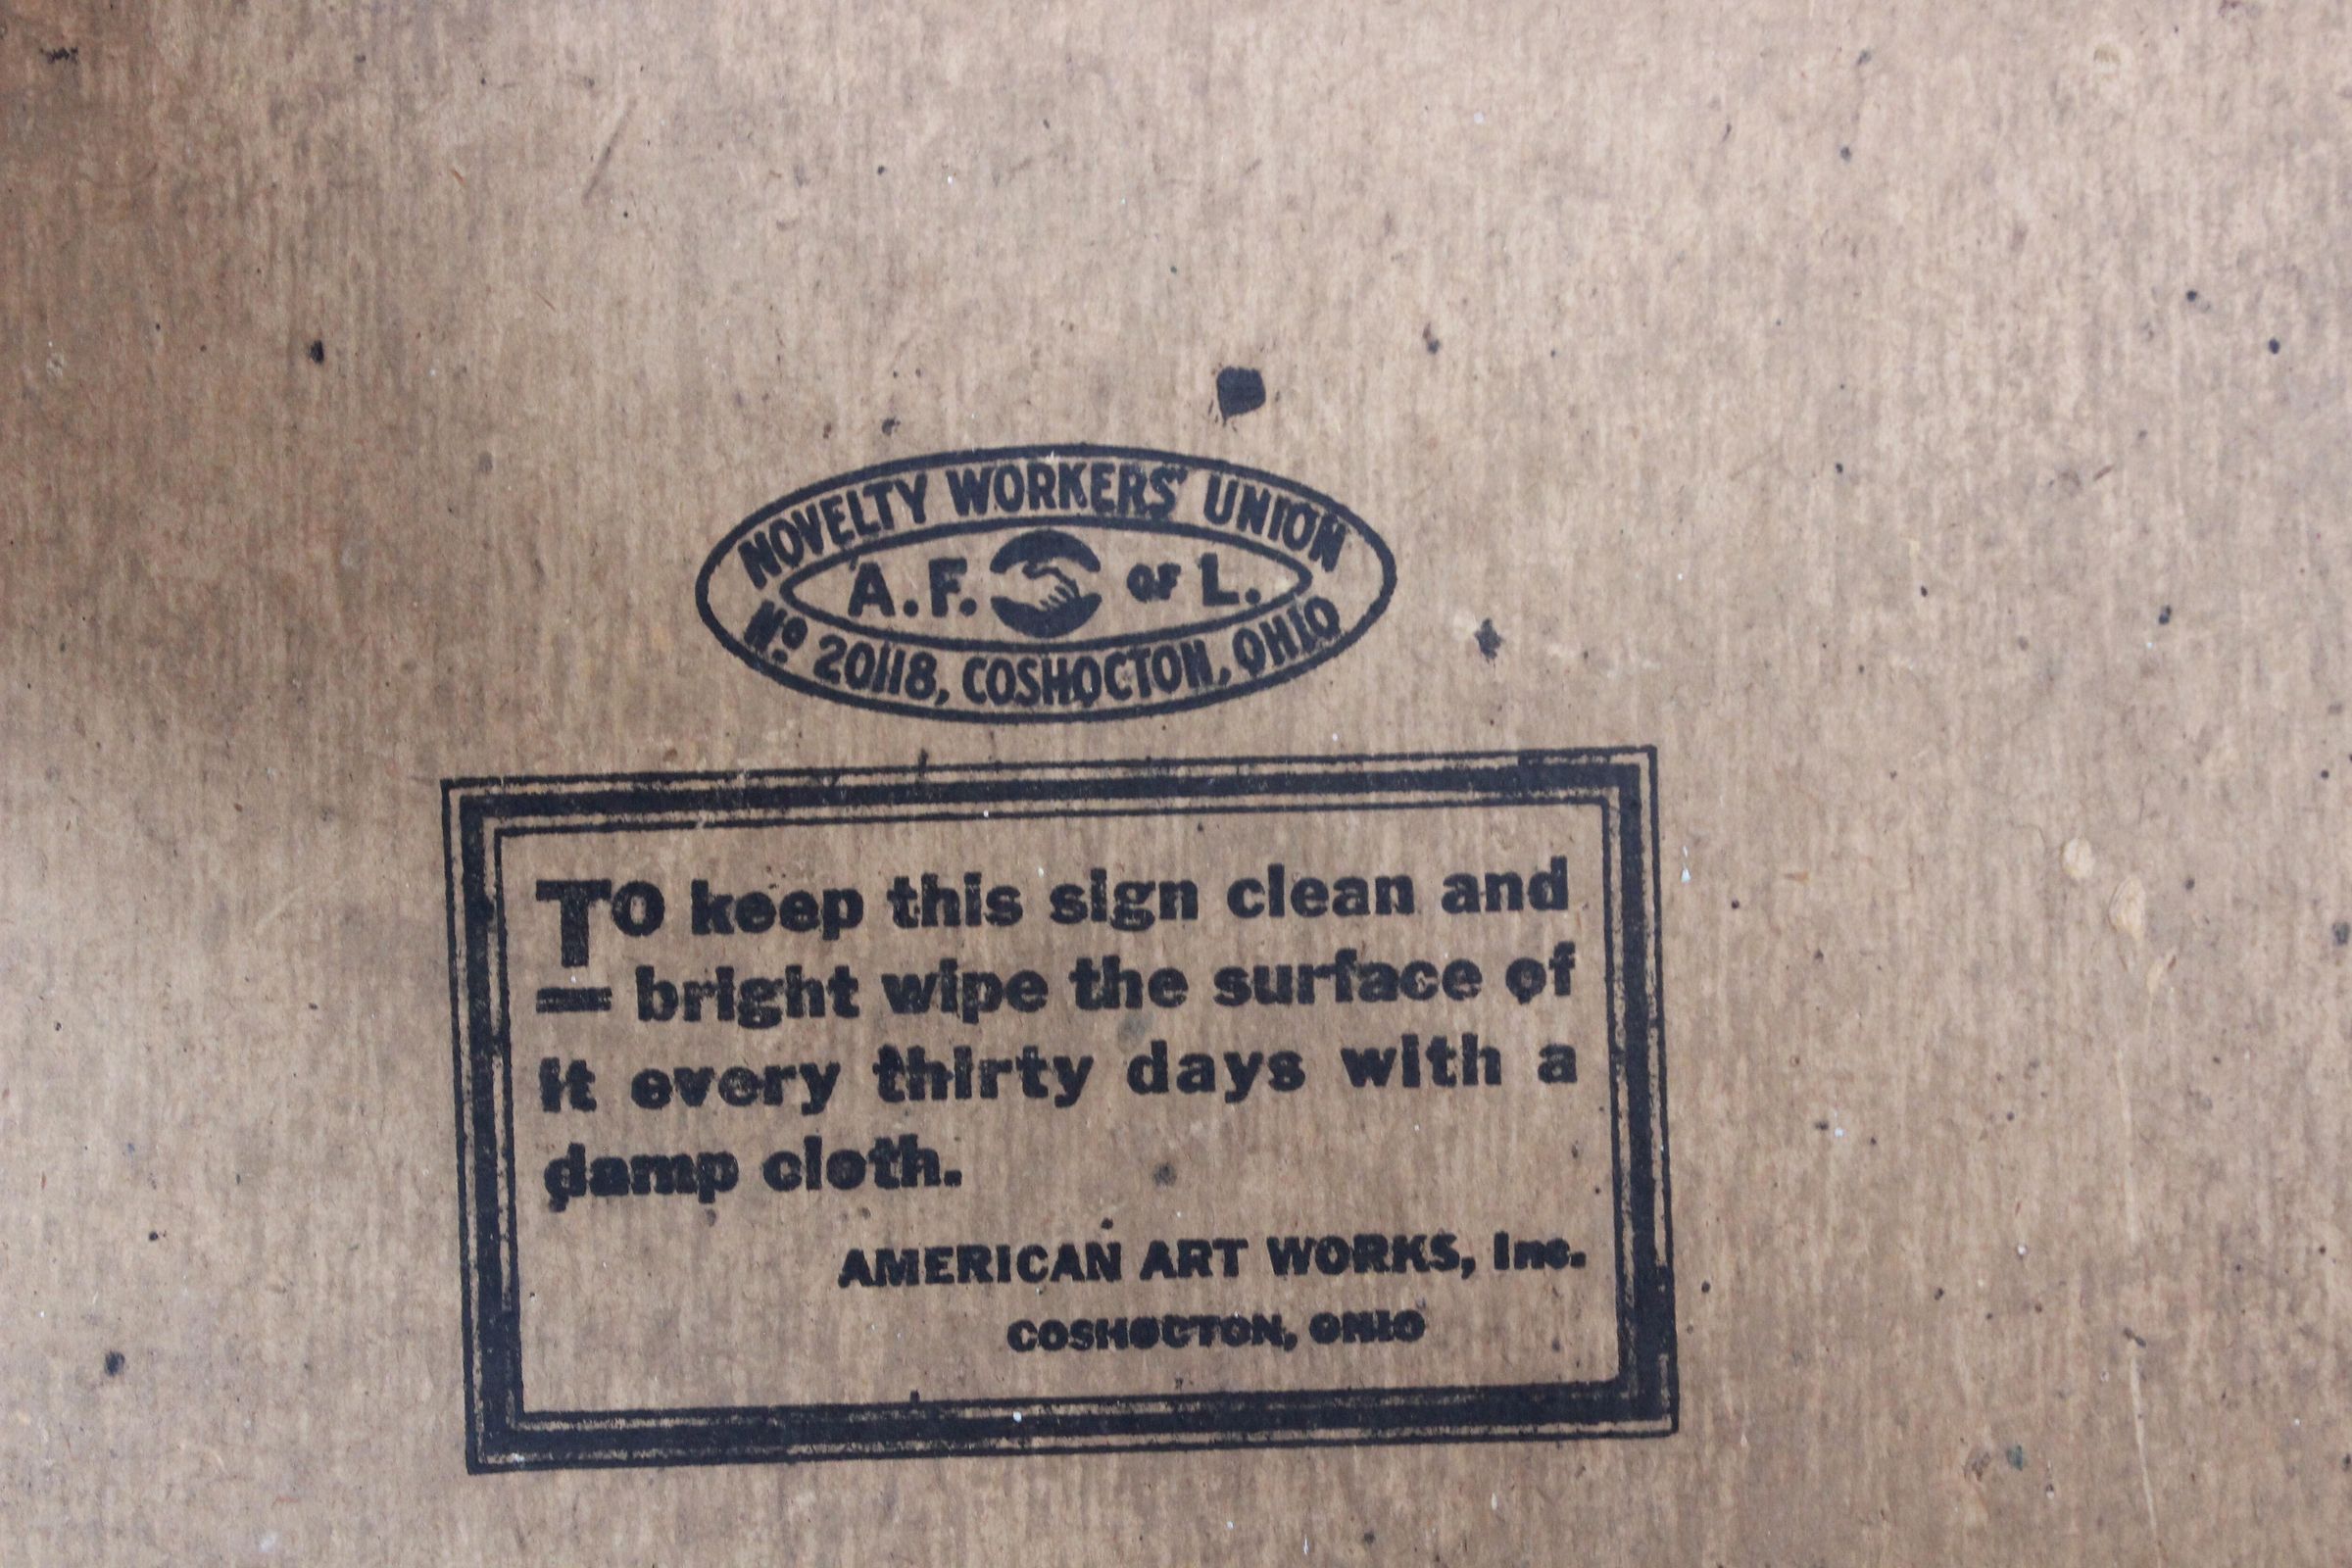 NOVELTY WORKERS' UNION
A. F. OF L.
No 20118, COSHOCTON, OHIO
To keep this sign clean and
bright wipe the surface of
it every thirty days with a
damp cloth.
AMERICAN ART WORKS, Inc.
COSHOCTON, OHIO